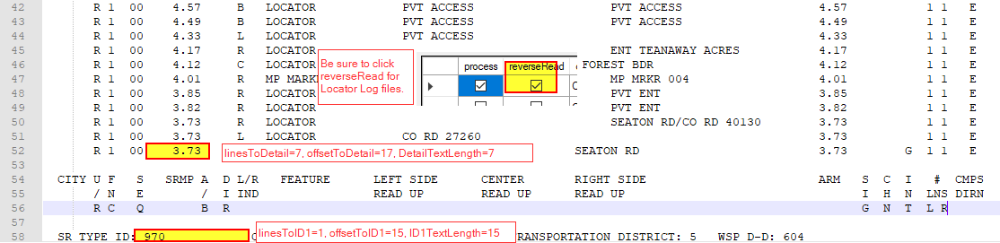 42 R 1 00 4.57 B LOCATOR PVT ACCESS PVT ACCESS 4.57 1 1 E
43 R 1 00 4.49 B LOCATOR PVT ACCESS PVT ACCESS 4.49 1 1 E
44 R 1 00 4.33 L LOCATOR PVT ACCESS 4.33 1 1 E
45 R 1 00 4.17 R LOCATOR ENT TEANAWAY ACRES 4.17 1 1 E
46 R 1 00 4.12 C LOCATOR FOREST BDR 4.12 1 1 E
47 R 1 00 4.01 R MP MARK MP MRKR 004 4.01 1 1 E
48 R 1 00 3.85 R LOCATOR PVT ENT 3.85 1 1 E
49 R 1 00 3.82 R LOCATOR PVT ENT 3.82 1 1 E
50 R 1 00 3.73 R LOCATOR SEATON RD/CO RD 40130 3.73 1 1 E
51 R 1 00 3.73 L LOCATOR CO RD 27260 3.73 1 1 E
52 R 1 00 3.73 SEATON RD 3.73 G 1 1 E
Be sure to click
reverseRead for
Locator Log files.
process reverseRead
linesToDetail=7, offsetToDetail=17, DetailTextLength=7
54 CITY U F S SRMP A D L/R FEATURE LEFT SIDE CENTER RIGHT SIDE ARM S C I # CMPS
55 / N E / I IND READ UP READ UP READ UP I H N LNS DIRN
56 R C Q B R G N T L R
58 SR TYPE ID: 970
linesToID1=1, offsetToID1=15, ID1TextLength=15
RANSPORTATION DISTRICT: 5 WSP D-D: 604